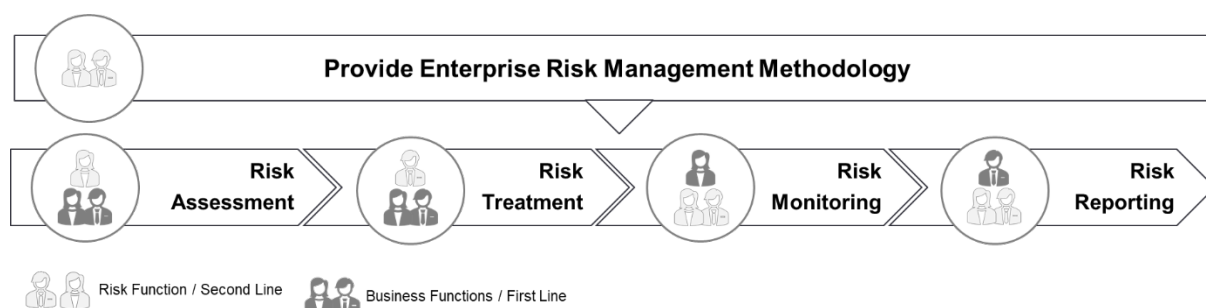 Provide Enterprise Risk Management Methodology
Risk
Assessment
Risk
Treatment
Risk
Monitoring
Risk
Reporting
Risk Function / Second Line
Business Functions / First Line